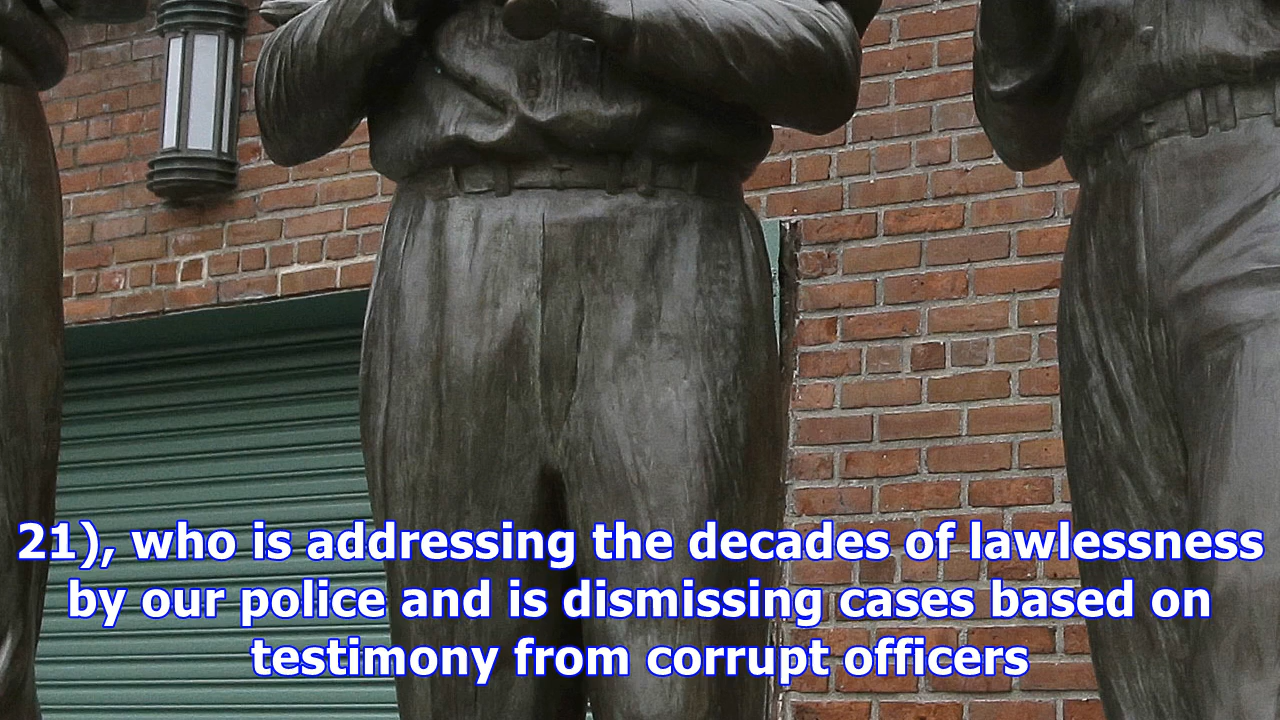 21), who is addressing the decades of lawlessness
by our police and is dismissing cases based on
testimony from corrupt officers